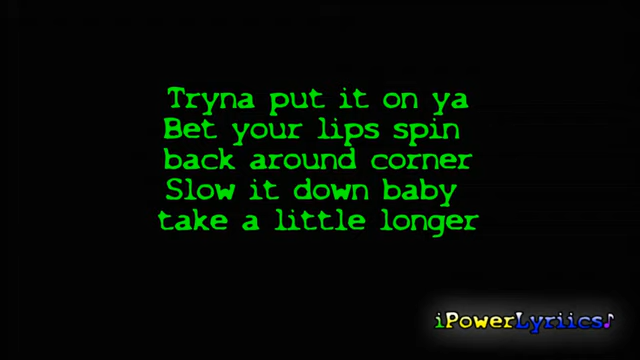 Tryna put it on ya
Bet your lips spin
back around corner
Slow it down baby
take a little longer
iPowerLyriics♪